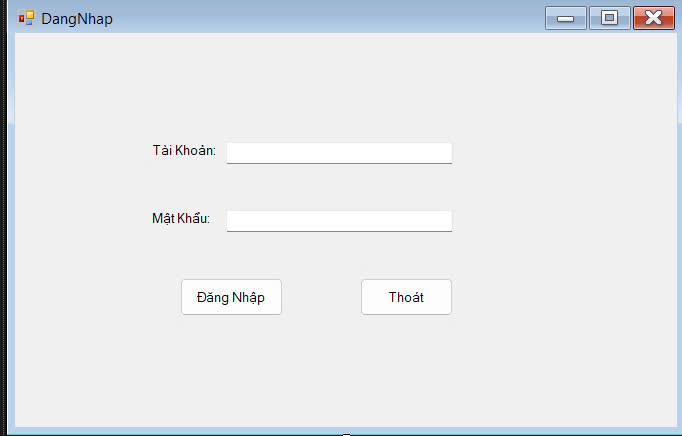 DangNhap
Tài Khoản:
Mật Khẩu:
Đăng Nhập
Thoát